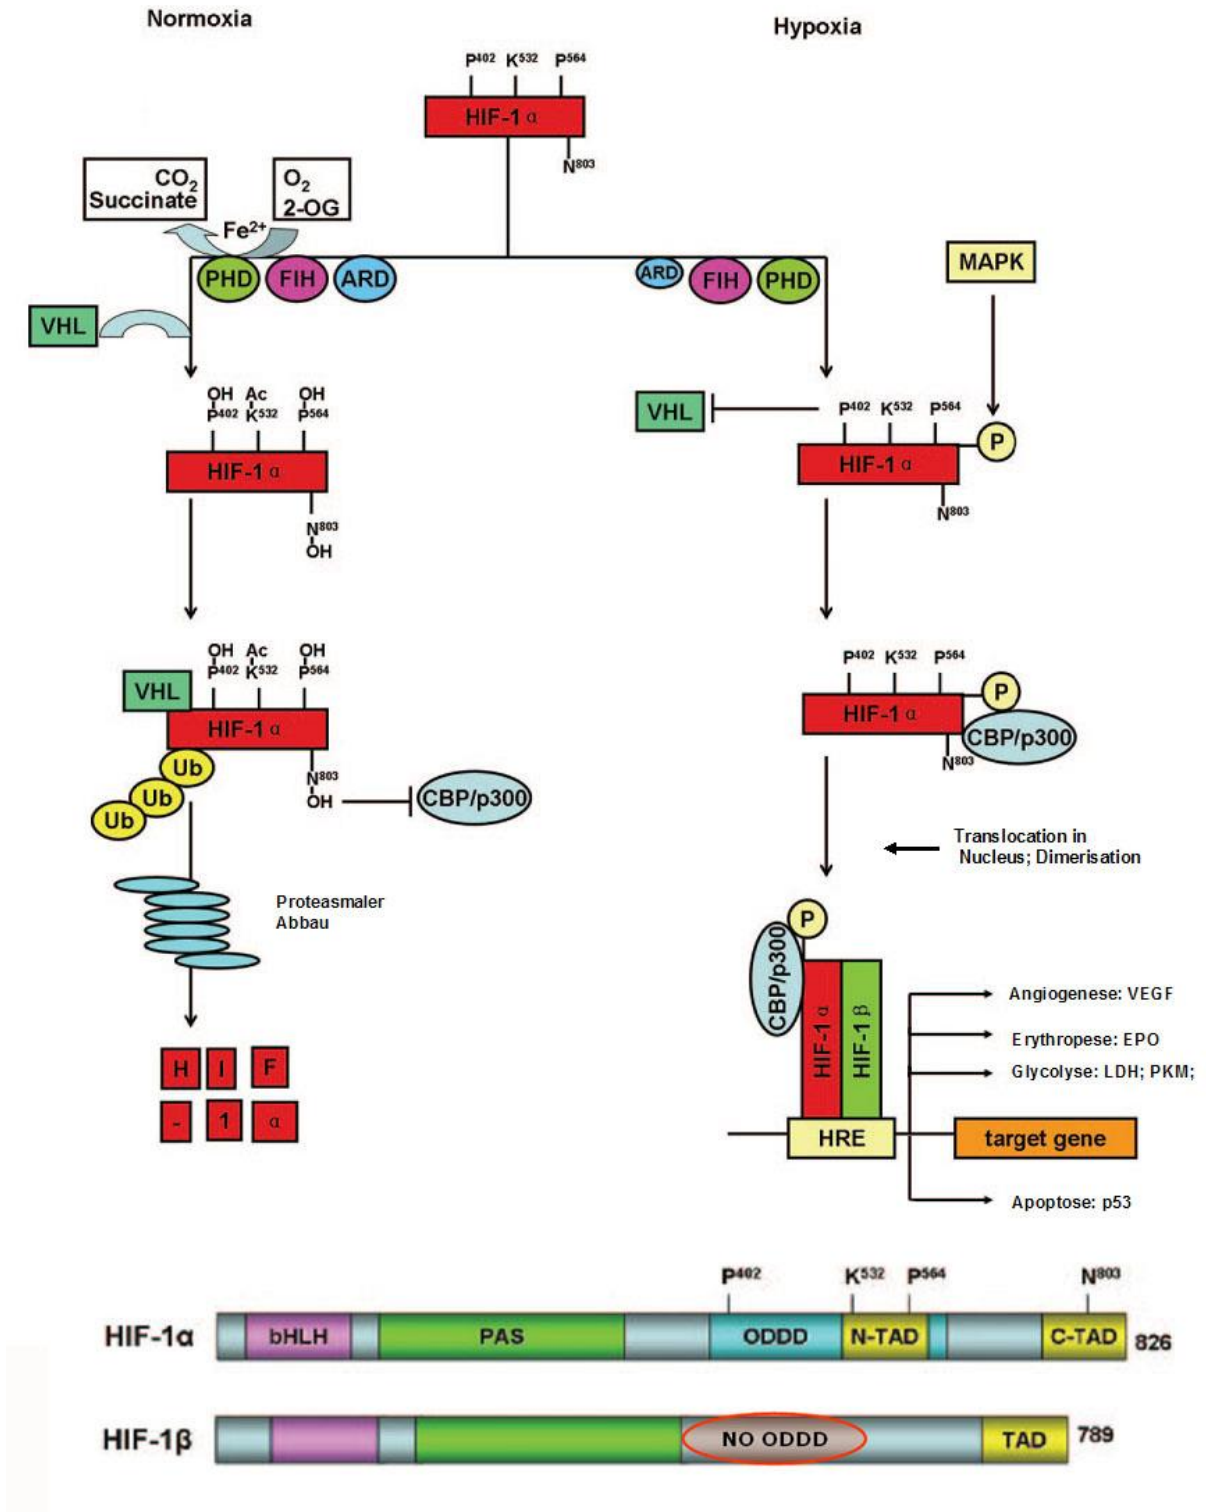 Normoxia
Hypoxia
P402 K532 P564
HIF-1 α
N803
CO2
Succinate
O2
2-OG
Fe2+
PHD FIH ARD
ARD FIH PHD
MAPK
VHL
OH Ac OH
P402 K532 P564
HIF-1 α
N803
OH
VHL
P402 K532 P564
P
HIF-1 α
N803
OH Ac OH
P402 K532 P564
VHL
HIF-1 α
Ub
Ub
Ub
N803
OH
CBP/p300
P402 K532 P564
P
HIF-1 α
CBP/p300
N803
Translocation in
Nucleus; Dimerisation
Proteasmaler
Abbau
P
CBP/p300
HIF-1 α
HIF-1 β
Angiogenese: VEGF
Erythropese: EPO
Glycolyse: LDH; PKM;
H I F
- 1 α
HRE
target gene
Apoptose: p53
P402 K532 P564 N803
HIF-1α bHLH PAS ODDD N-TAD C-TAD 826
HIF-1β NO ODDD TAD 789